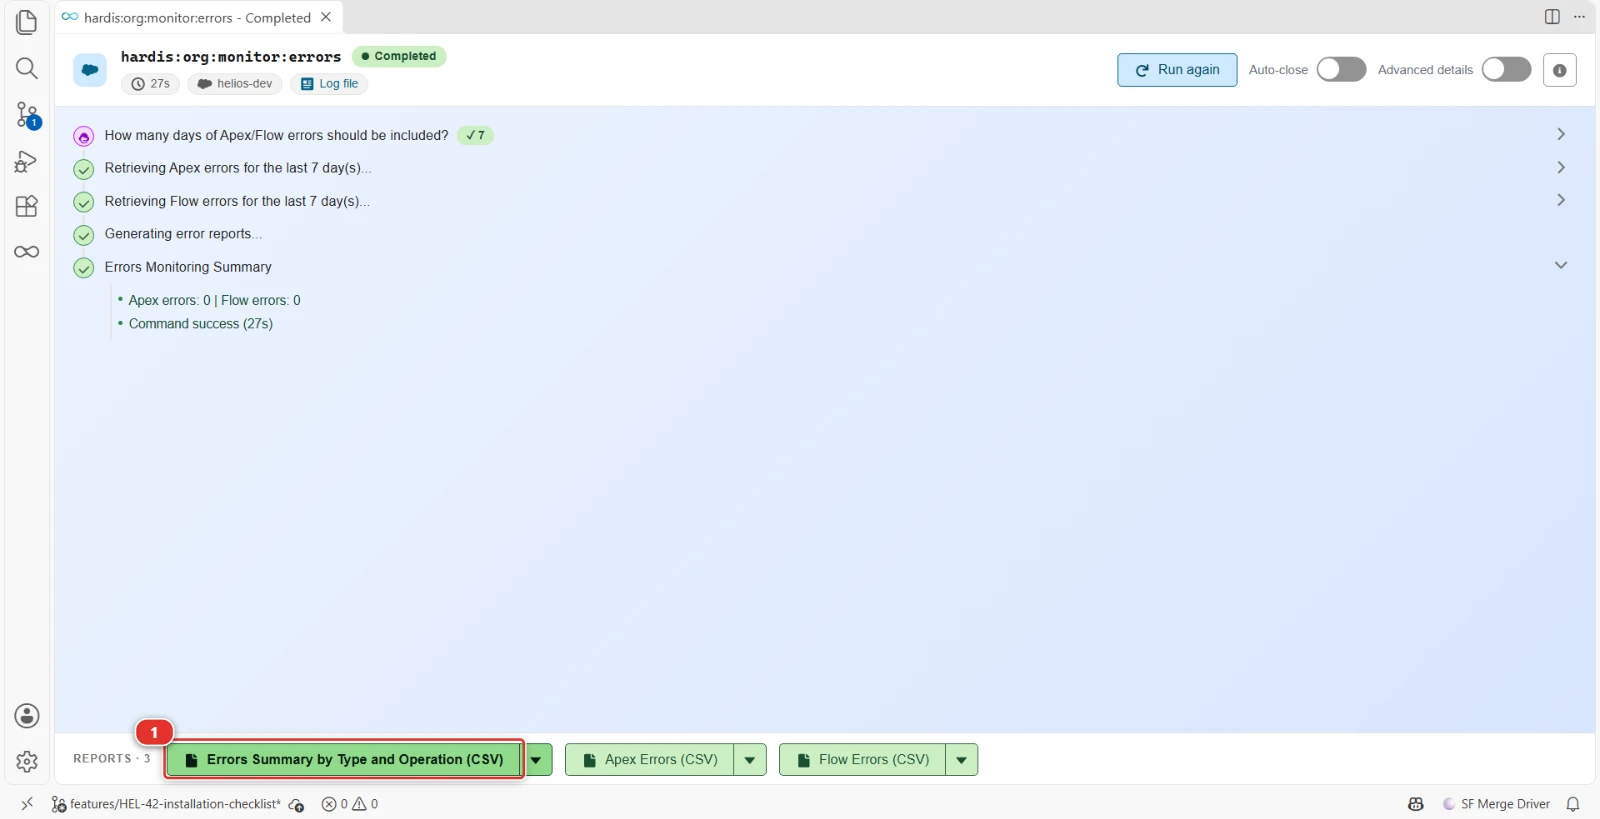 hardis:org:monitor:errors - Completed
hardis:org:monitor:errors
Completed
27s
helios-dev
Log file
Run again
Auto-close
Advanced details
How many days of Apex/Flow errors should be included?
✓ 7
Retrieving Apex errors for the last 7 day(s)...
Retrieving Flow errors for the last 7 day(s)...
Generating error reports...
Errors Monitoring Summary
• Apex errors: 0 | Flow errors: 0
• Command success (27s)
1
1
REPORTS · 3
Errors Summary by Type and Operation (CSV)
Apex Errors (CSV)
Flow Errors (CSV)
features/HEL-42-installation-checklist*
0
0
SF Merge Driver